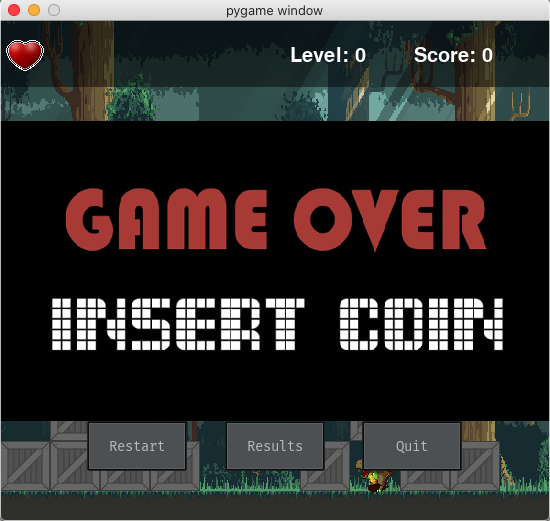 pygame window
Level: 0 Score: 0
GAME OVER
INSERT COIN
Restart Results Quit